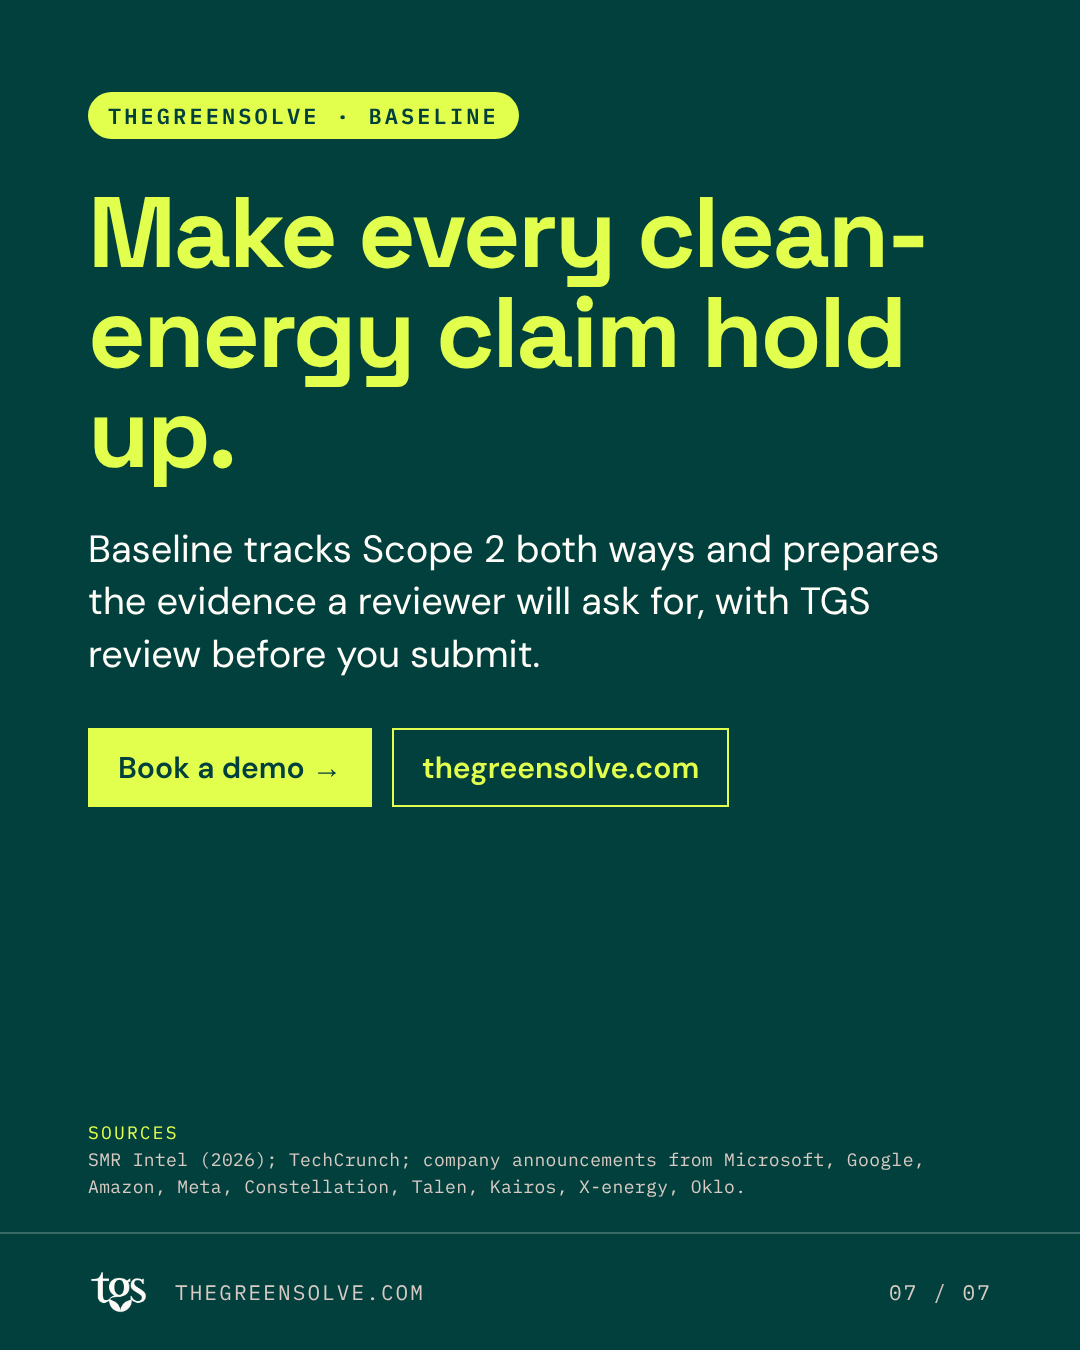 THEGREENSOLVE · BASELINE
Make every clean-
energy claim hold
up.
Baseline tracks Scope 2 both ways and prepares
the evidence a reviewer will ask for, with TGS
review before you submit.
Book a demo →
thegreensolve.com
SOURCES
SMR Intel (2026); TechCrunch; company announcements from Microsoft, Google,
Amazon, Meta, Constellation, Talen, Kairos, X-energy, Oklo.
tgs
THEGREENSOLVE.COM
07 / 07